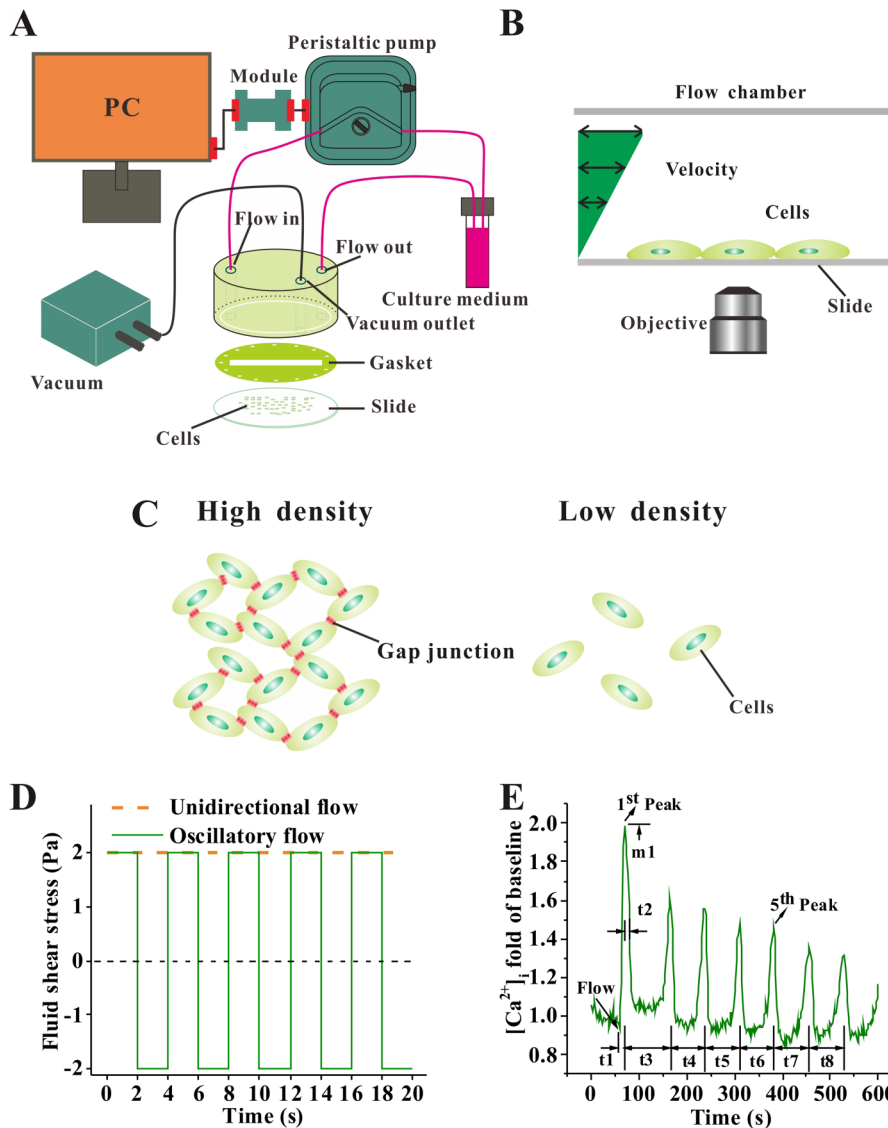 A
PC
Module
Peristaltic pump
Flow in
Flow out
Culture medium
Vacuum outlet
Vacuum
Gasket
Slide
Cells
B
Flow chamber
Velocity
Cells
Slide
Objective
C
High density
Low density
Gap junction
Cells
D
Unidirectional flow
Oscillatory flow
Fluid shear stress (Pa)
2
1
0
-1
-2
0 2 4 6 8 10 12 14 16 18 20
Time (s)
E
1st Peak
m1
t2
5th Peak
Flow
t1 t3 t4 t5 t6 t7 t8
[Ca2+]i fold of baseline
2.0
1.8
1.6
1.4
1.2
1.0
0.8
0 100 200 300 400 500 600
Time (s)